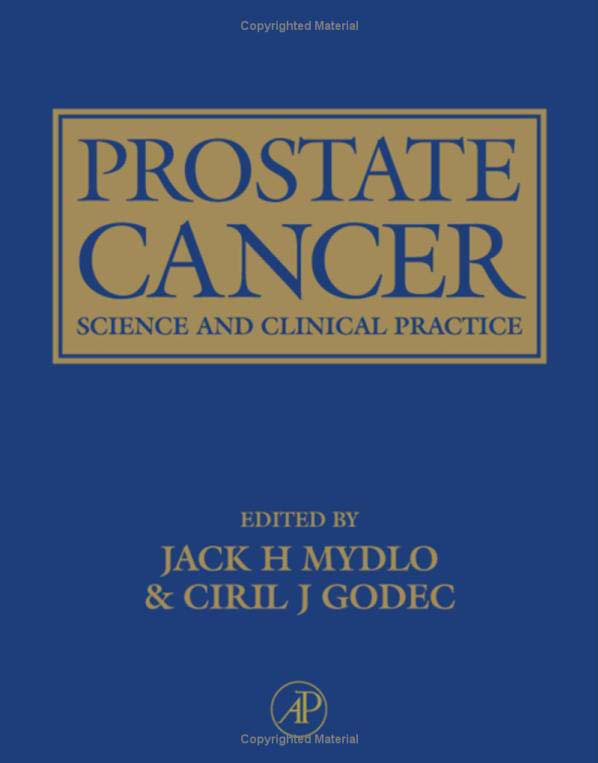 Copyrighted Material
PROSTATE
CANCER
SCIENCE AND CLINICAL PRACTICE
EDITED BY
JACK H MYDLO
& CIRIL J GODEC
AP
Copyrighted Material